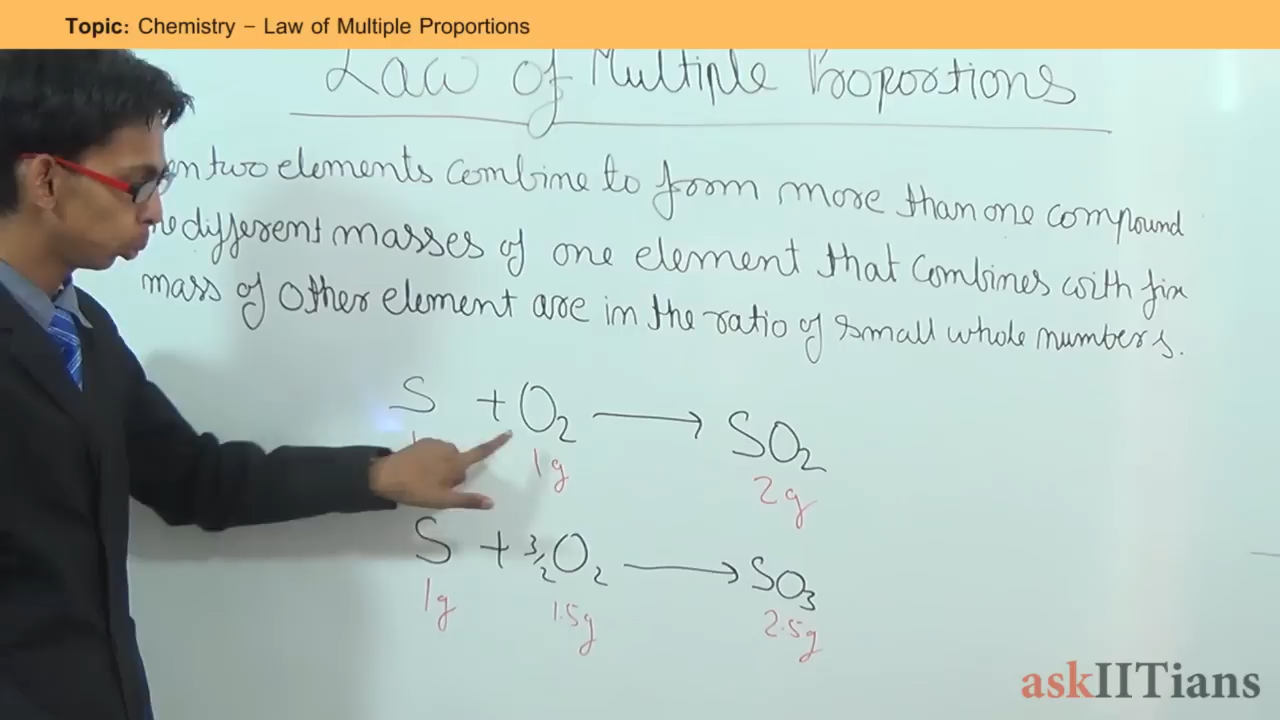 Topic: Chemistry – Law of Multiple Proportions
Law of Multiple Proportions
two elements combine to form more than one compound
different masses of one element that combines with fix
mass of other element are in the ratio of small whole numbers.
S + O₂ → SO₂
1g 2g
S + 3/2 O₂ → SO₃
1g 1.5g 2.5g
askIITians